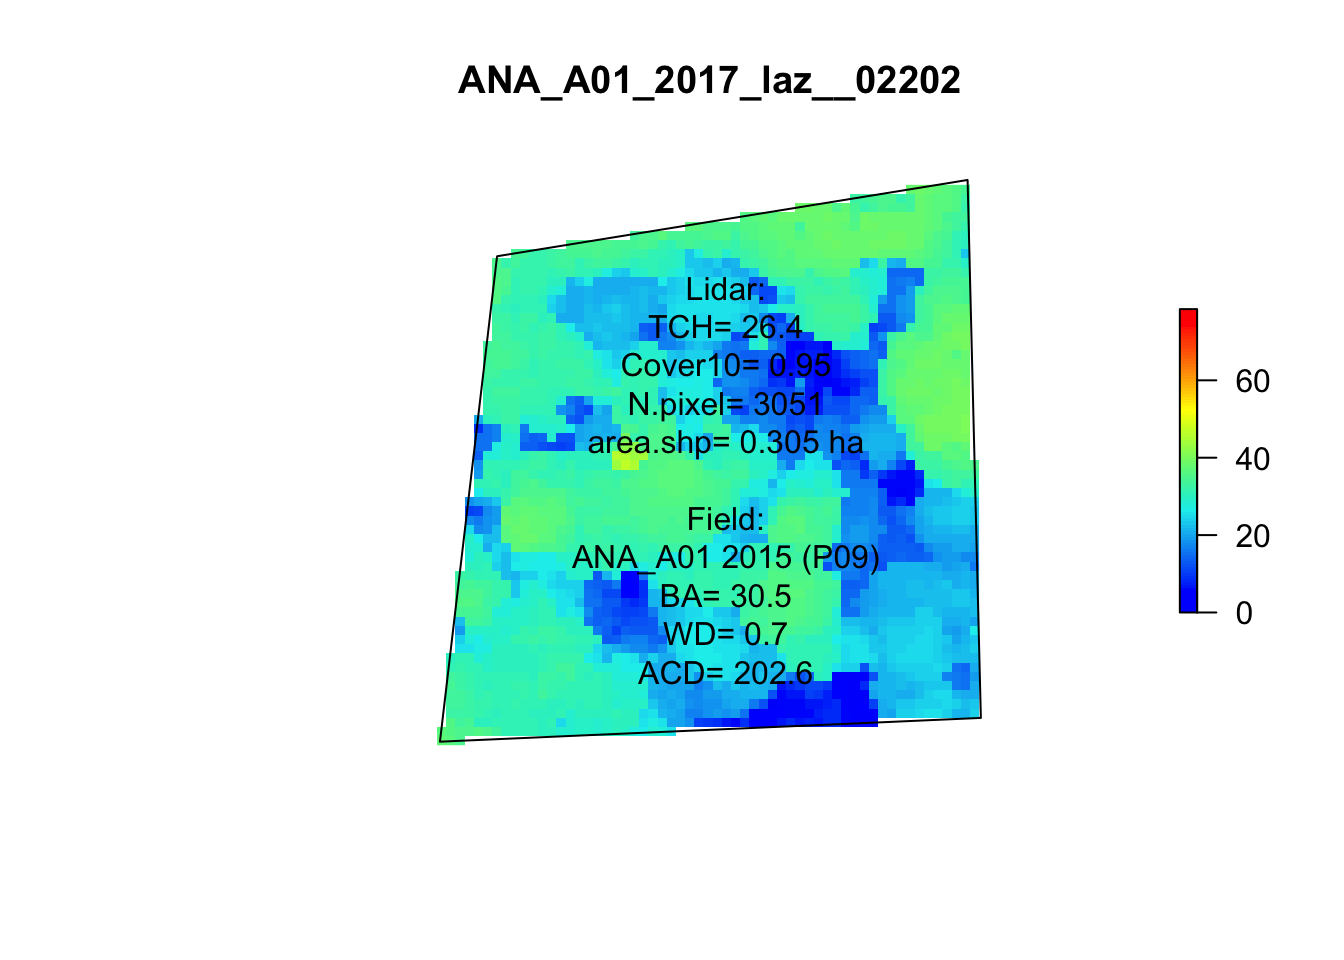 ANA_A01_2017_laz__02202
Lidar:
TCH= 26.4
Cover10= 0.95
N.pixel= 3051
area.shp= 0.305 ha
Field:
ANA_A01 2015 (P09)
BA= 30.5
WD= 0.7
ACD= 202.6
60
40
20
0